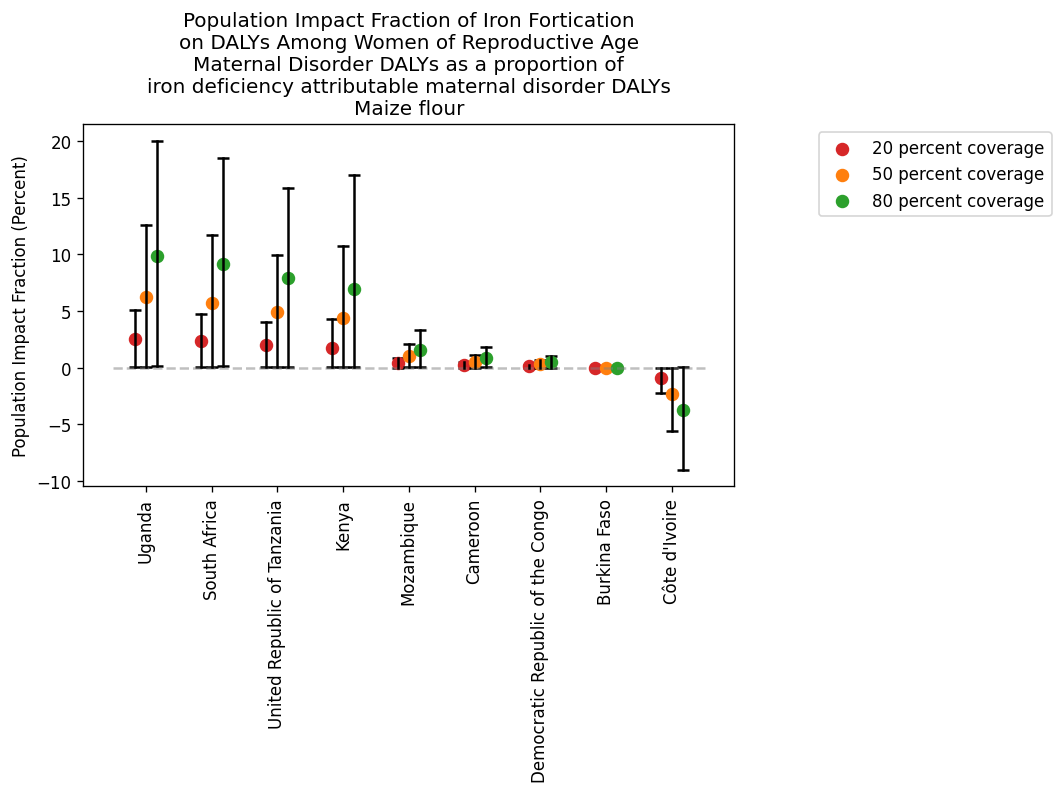 Population Impact Fraction of Iron Fortication
on DALYs Among Women of Reproductive Age
Maternal Disorder DALYs as a proportion of
iron deficiency attributable maternal disorder DALYs
Maize flour
20 percent coverage
50 percent coverage
80 percent coverage
Population Impact Fraction (Percent)
20
15
10
5
0
−5
−10
Uganda
South Africa
United Republic of Tanzania
Kenya
Mozambique
Cameroon
Democratic Republic of the Congo
Burkina Faso
Côte d'Ivoire